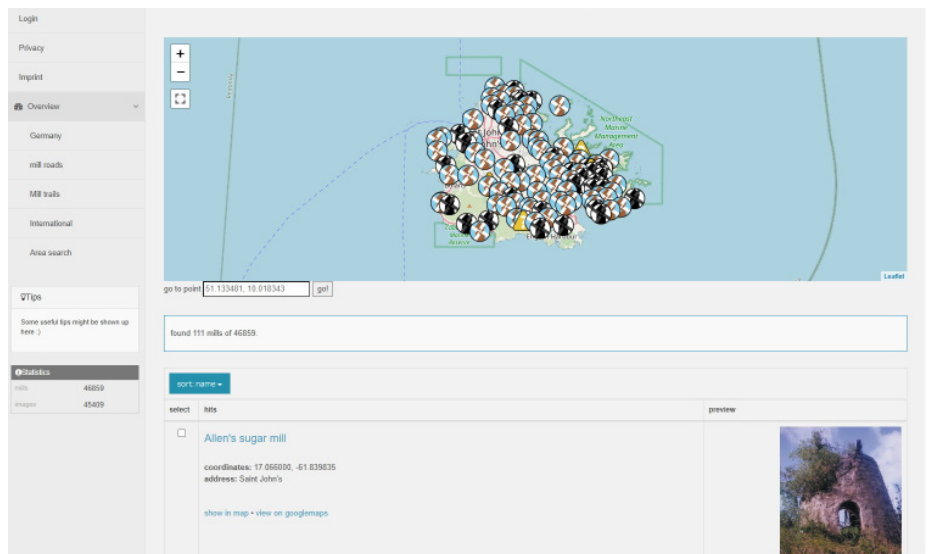 Login
Privacy
Imprint
Overview
Germany
mill roads
Mill trails
International
Area search
Tips
Some useful tips might be shown up
here :)
Statistics
mills 46859
images 45409
+
−
Northeast
Marine
Management
Area
Leaflet
go to point 51.133481, 10.018343 go!
found 111 mills of 46859.
sort: name
select hits preview
Allen's sugar mill
coordinates: 17.066000, -61.839835
address: Saint John's
show in map • view on googlemaps